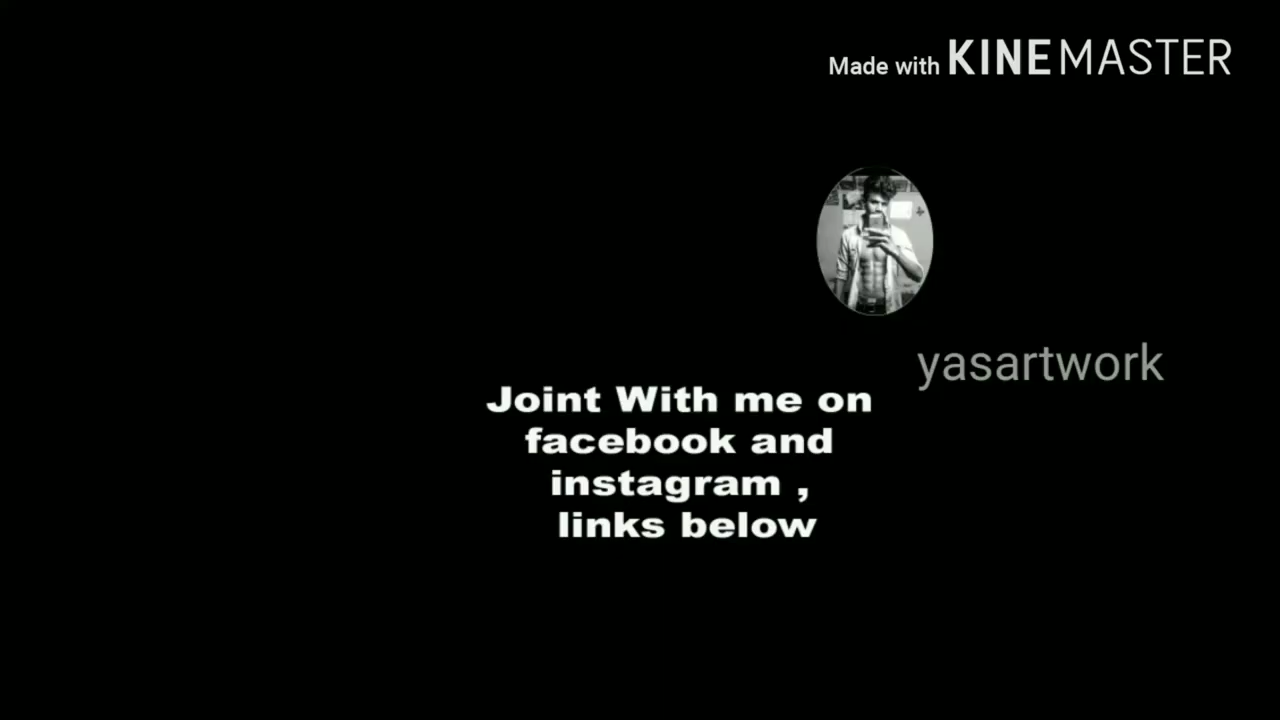 Made with KINEMASTER
yasartwork
Joint With me on
facebook and
instagram ,
links below